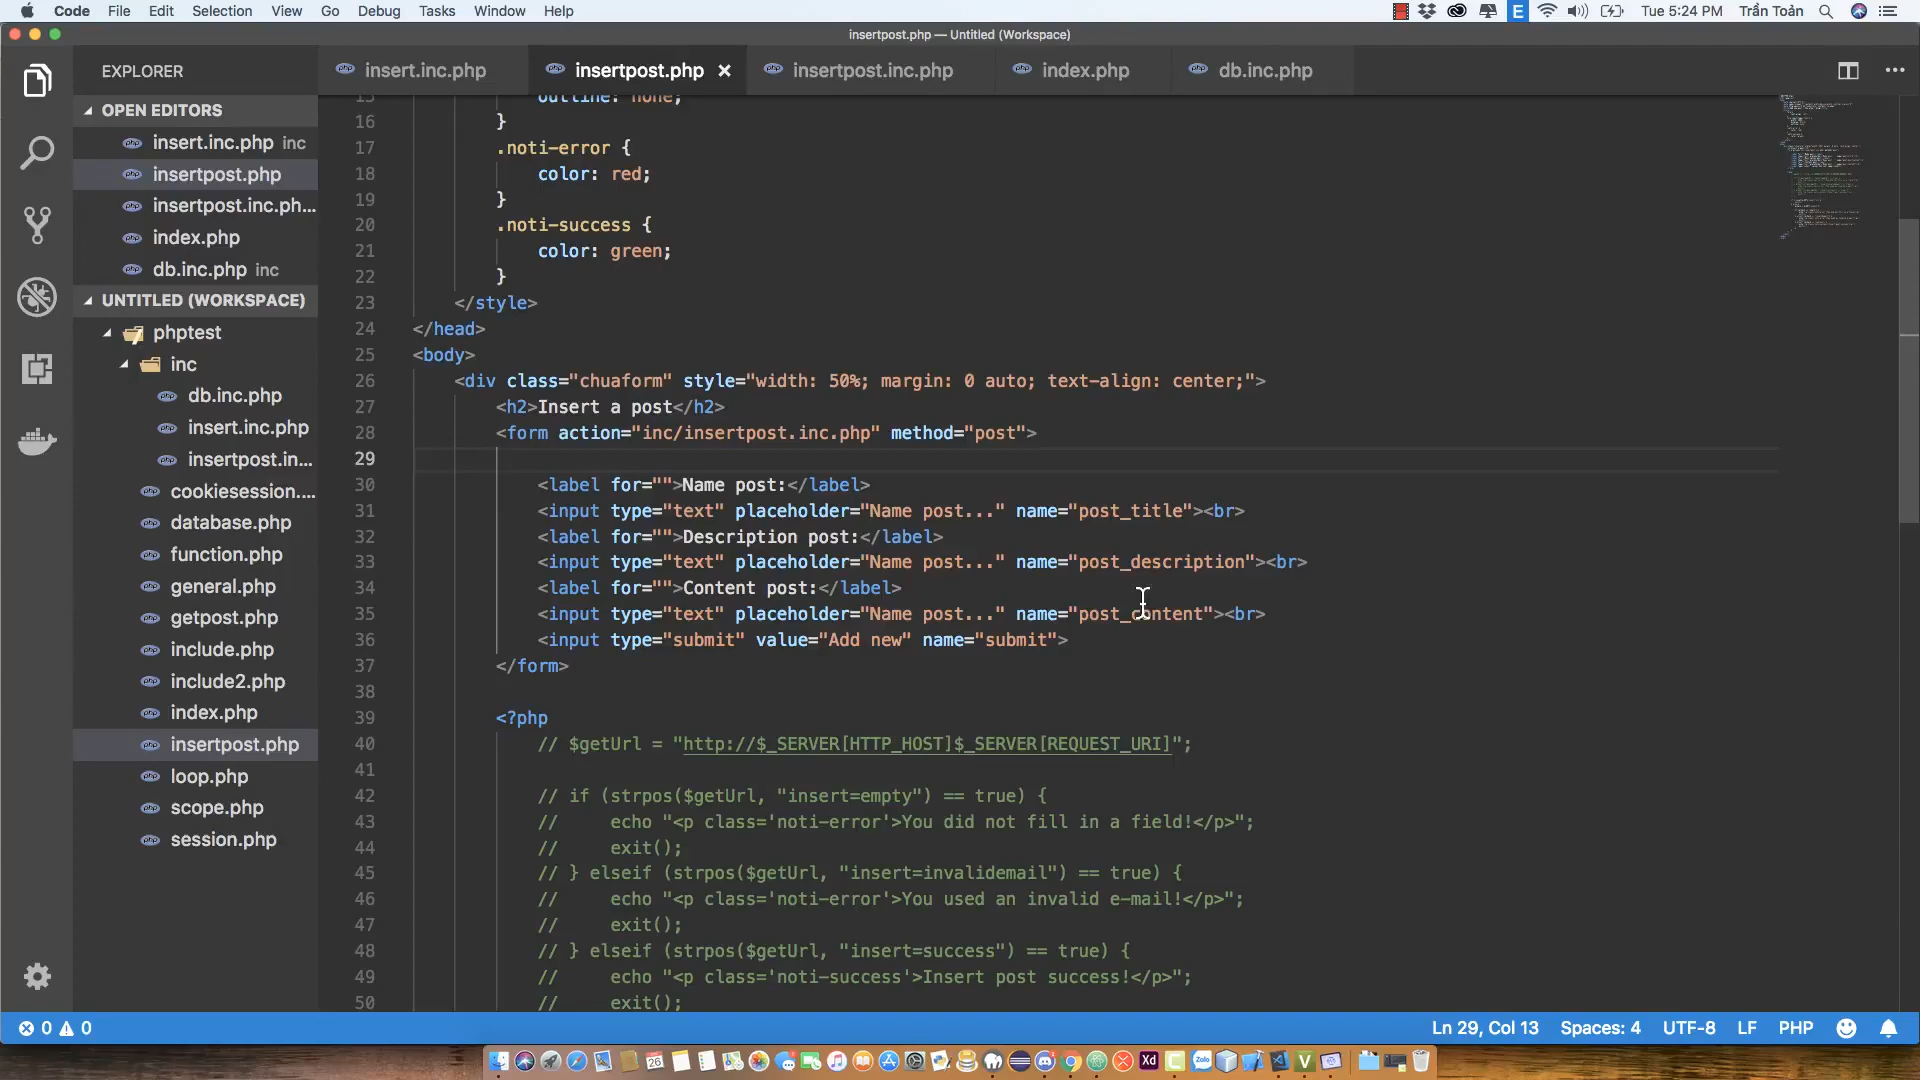 Code File Edit Selection View Go Debug Tasks Window Help
E Tue 5:24 PM Trần Toản
insertpost.php — Untitled (Workspace)
EXPLORER
OPEN EDITORS
insert.inc.php inc
insertpost.php
insertpost.inc.ph...
index.php
db.inc.php inc
UNTITLED (WORKSPACE)
phptest
inc
db.inc.php
insert.inc.php
insertpost.in...
cookiesession....
database.php
function.php
general.php
getpost.php
include.php
include2.php
index.php
insertpost.php
loop.php
scope.php
session.php
insert.inc.php insertpost.php insertpost.inc.php index.php db.inc.php
15 outline: none;
16 }
17 .noti-error {
18 color: red;
19 }
20 .noti-success {
21 color: green;
22 }
23 </style>
24 </head>
25 <body>
26 <div class="chuaform" style="width: 50%; margin: 0 auto; text-align: center;">
27 <h2>Insert a post</h2>
28 <form action="inc/insertpost.inc.php" method="post">
29
30 <label for="">Name post:</label>
31 <input type="text" placeholder="Name post..." name="post_title"><br>
32 <label for="">Description post:</label>
33 <input type="text" placeholder="Name post..." name="post_description"><br>
34 <label for="">Content post:</label>
35 <input type="text" placeholder="Name post..." name="post_content"><br>
36 <input type="submit" value="Add new" name="submit">
37 </form>
38
39 <?php
40 // $getUrl = "http://$_SERVER[HTTP_HOST]$_SERVER[REQUEST_URI]";
41
42 // if (strpos($getUrl, "insert=empty") == true) {
43 // echo "<p class='noti-error'>You did not fill in a field!</p>";
44 // exit();
45 // } elseif (strpos($getUrl, "insert=invalidemail") == true) {
46 // echo "<p class='noti-error'>You used an invalid e-mail!</p>";
47 // exit();
48 // } elseif (strpos($getUrl, "insert=success") == true) {
49 // echo "<p class='noti-success'>Insert post success!</p>";
50 // exit();
0 0
Ln 29, Col 13 Spaces: 4 UTF-8 LF PHP
26 Xd Zalo V